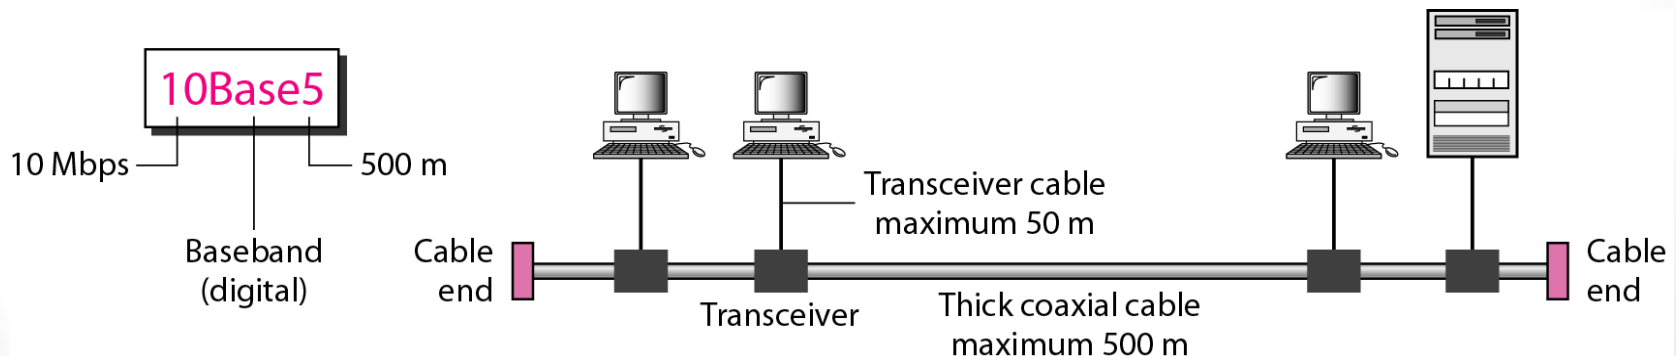 10Base5
10 Mbps
500 m
Baseband
(digital)
Transceiver cable
maximum 50 m
Cable
end
Transceiver
Thick coaxial cable
maximum 500 m
Cable
end